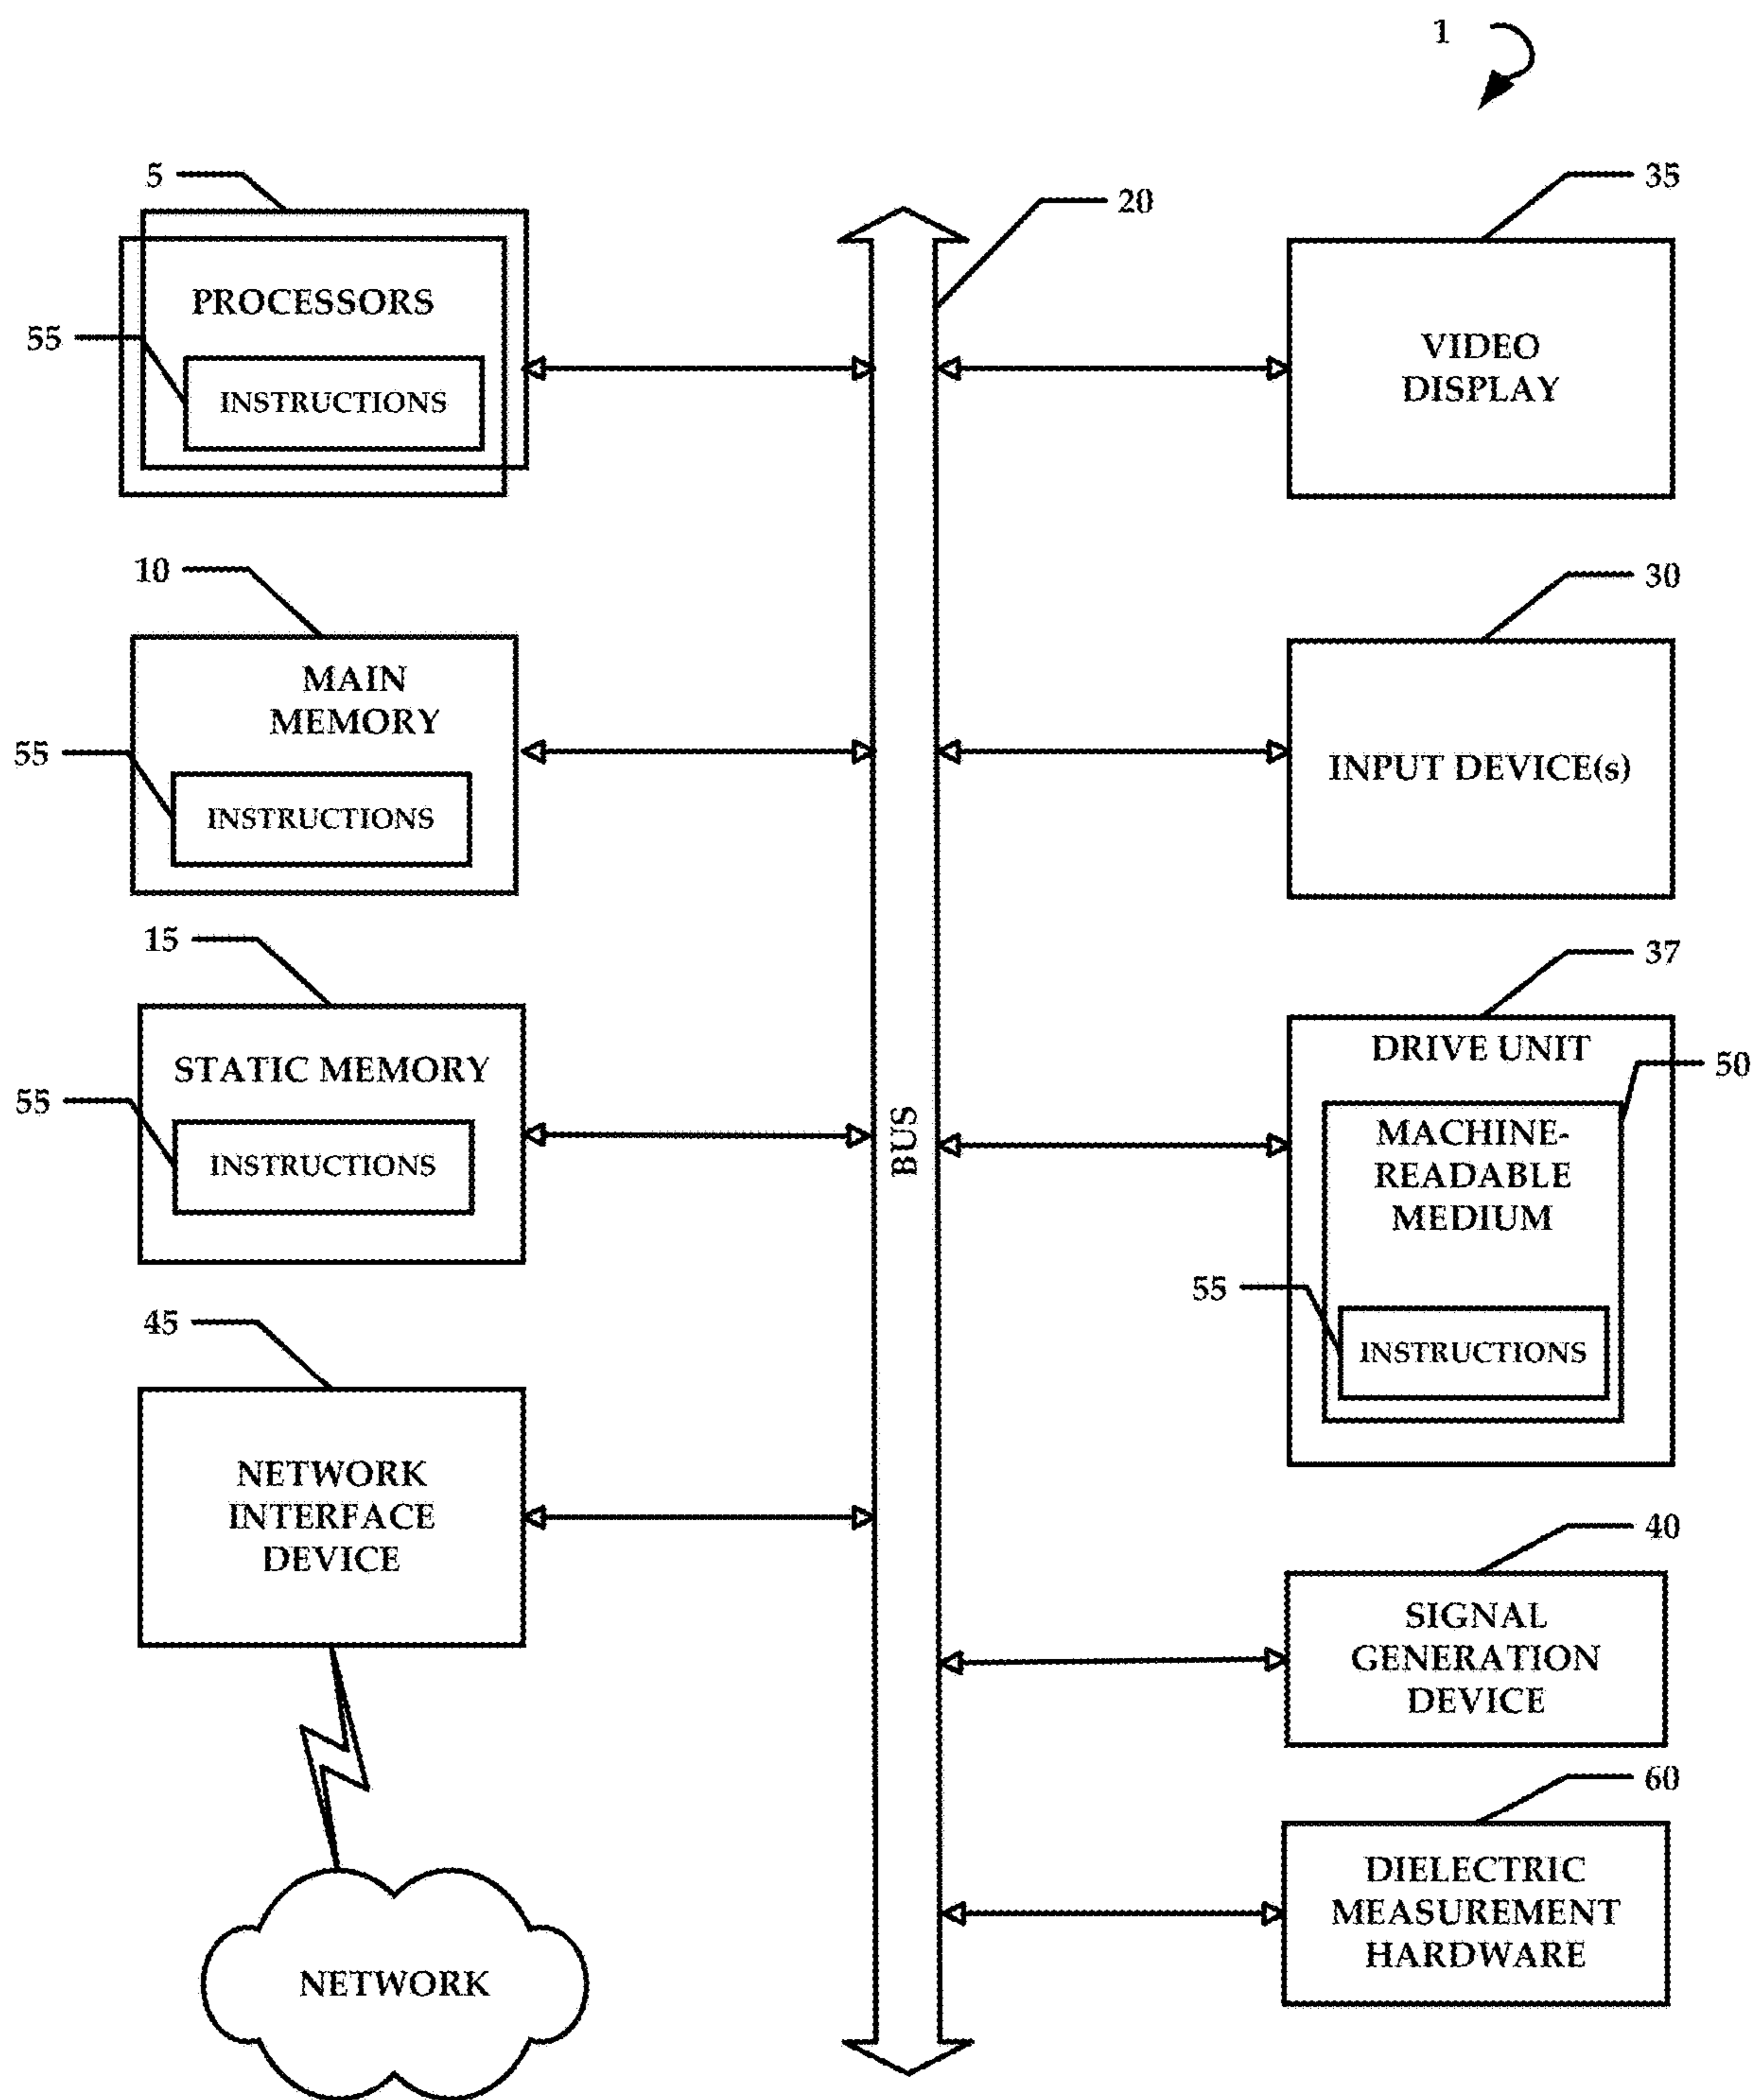 1
5
PROCESSORS
55
INSTRUCTIONS
10
MAIN
MEMORY
55
INSTRUCTIONS
15
STATIC MEMORY
55
INSTRUCTIONS
45
NETWORK
INTERFACE
DEVICE
NETWORK
20
BUS
35
VIDEO
DISPLAY
30
INPUT DEVICE(s)
37
DRIVE UNIT
50
MACHINE-
READABLE
MEDIUM
55
INSTRUCTIONS
40
SIGNAL
GENERATION
DEVICE
60
DIELECTRIC
MEASUREMENT
HARDWARE